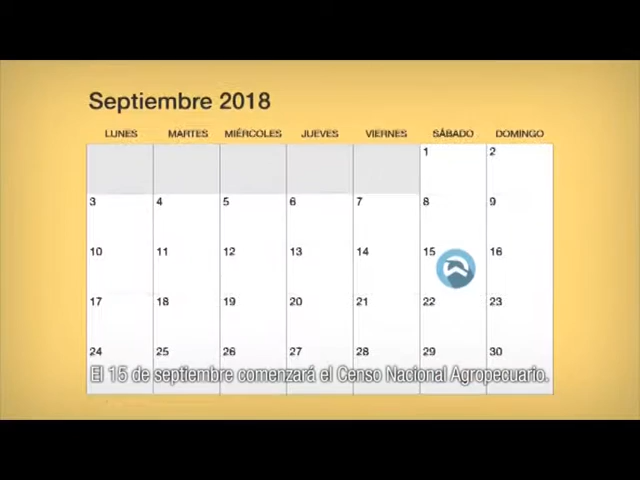 Septiembre 2018
LUNES MARTES MIÉRCOLES JUEVES VIERNES SÁBADO DOMINGO
1 2
3 4 5 6 7 8 9
10 11 12 13 14 15 16
17 18 19 20 21 22 23
24 25 26 27 28 29 30
El 15 de septiembre comenzará el Censo Nacional Agropecuario.